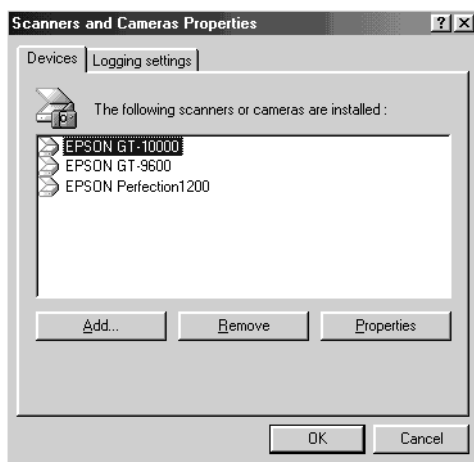 Scanners and Cameras Properties
Devices
Logging settings
The following scanners or cameras are installed :
EPSON GT-10000
EPSON GT-9600
EPSON Perfection1200
Add...
Remove
Properties
OK
Cancel